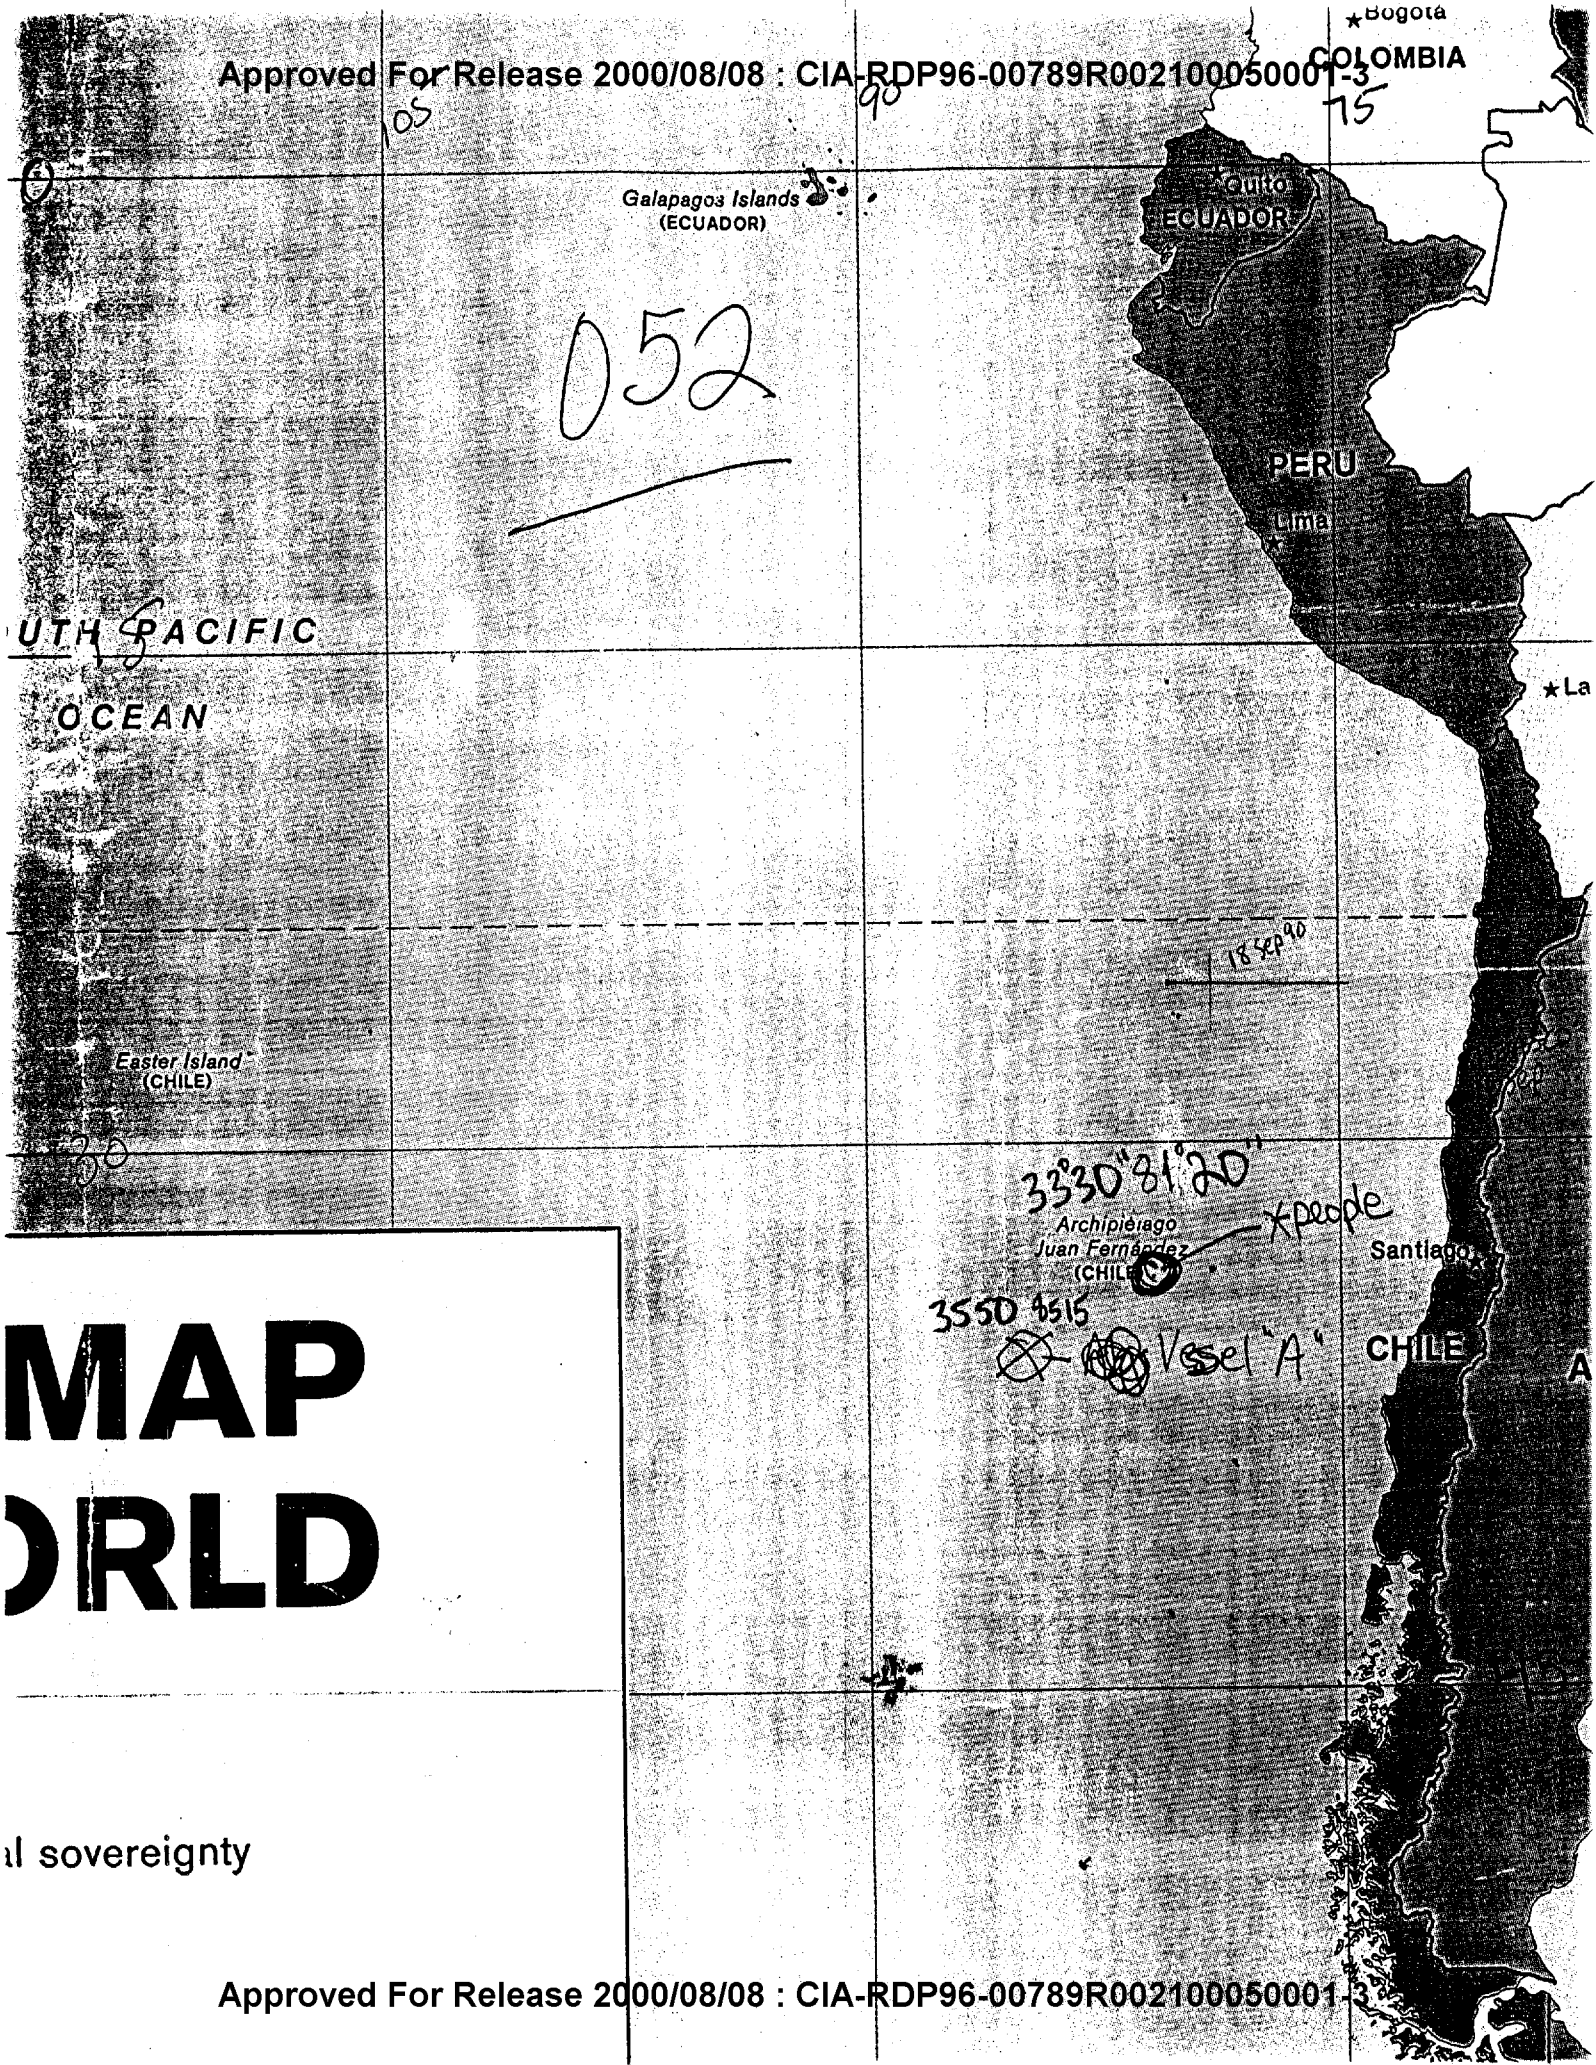 ★Bogotá
COLOMBIA
Approved For Release 2000/08/08 : CIA-RDP96-00789R002100050001-3
105
90
75
0
Galapagos Islands
(ECUADOR)
Quito
ECUADOR
052
PERU
Lima
UTH PACIFIC
OCEAN
★La
18 Sep 90
Easter Island
(CHILE)
30
33°30" 81°20"
Archipiélago
Juan Fernández
(CHILE)
*people
Santiago
3550 8515
Vessel "A"
CHILE
A
MAP
ORLD
al sovereignty
Approved For Release 2000/08/08 : CIA-RDP96-00789R002100050001-3